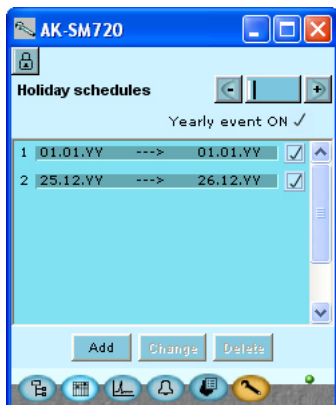 AK-SM720
Holiday schedules
Yearly event ON ✓
1 01.01.YY ---> 01.01.YY
2 25.12.YY ---> 26.12.YY
Add Change Delete